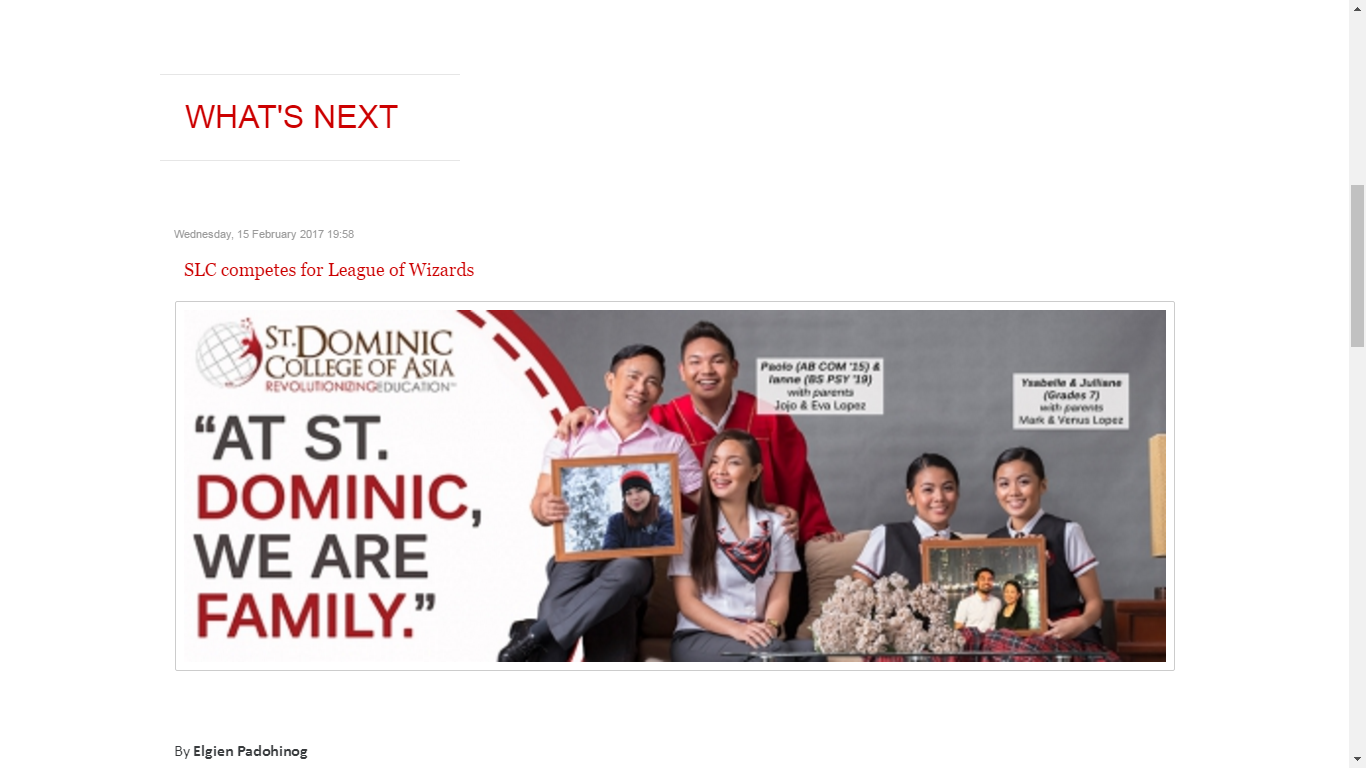 WHAT'S NEXT
Wednesday, 15 February 2017 19:58
SLC competes for League of Wizards
ST. DOMINIC
COLLEGE OF ASIA
REVOLUTIONIZINGEDUCATION™
“AT ST.
DOMINIC,
WE ARE
FAMILY.”
Paolo (AB COM '15) &
Ianne (BS PSY '19)
with parents
Jojo & Eva Lopez
Ysabelle & Julliane
(Grades 7)
with parents
Mark & Venus Lopez
By Elgien Padohinog